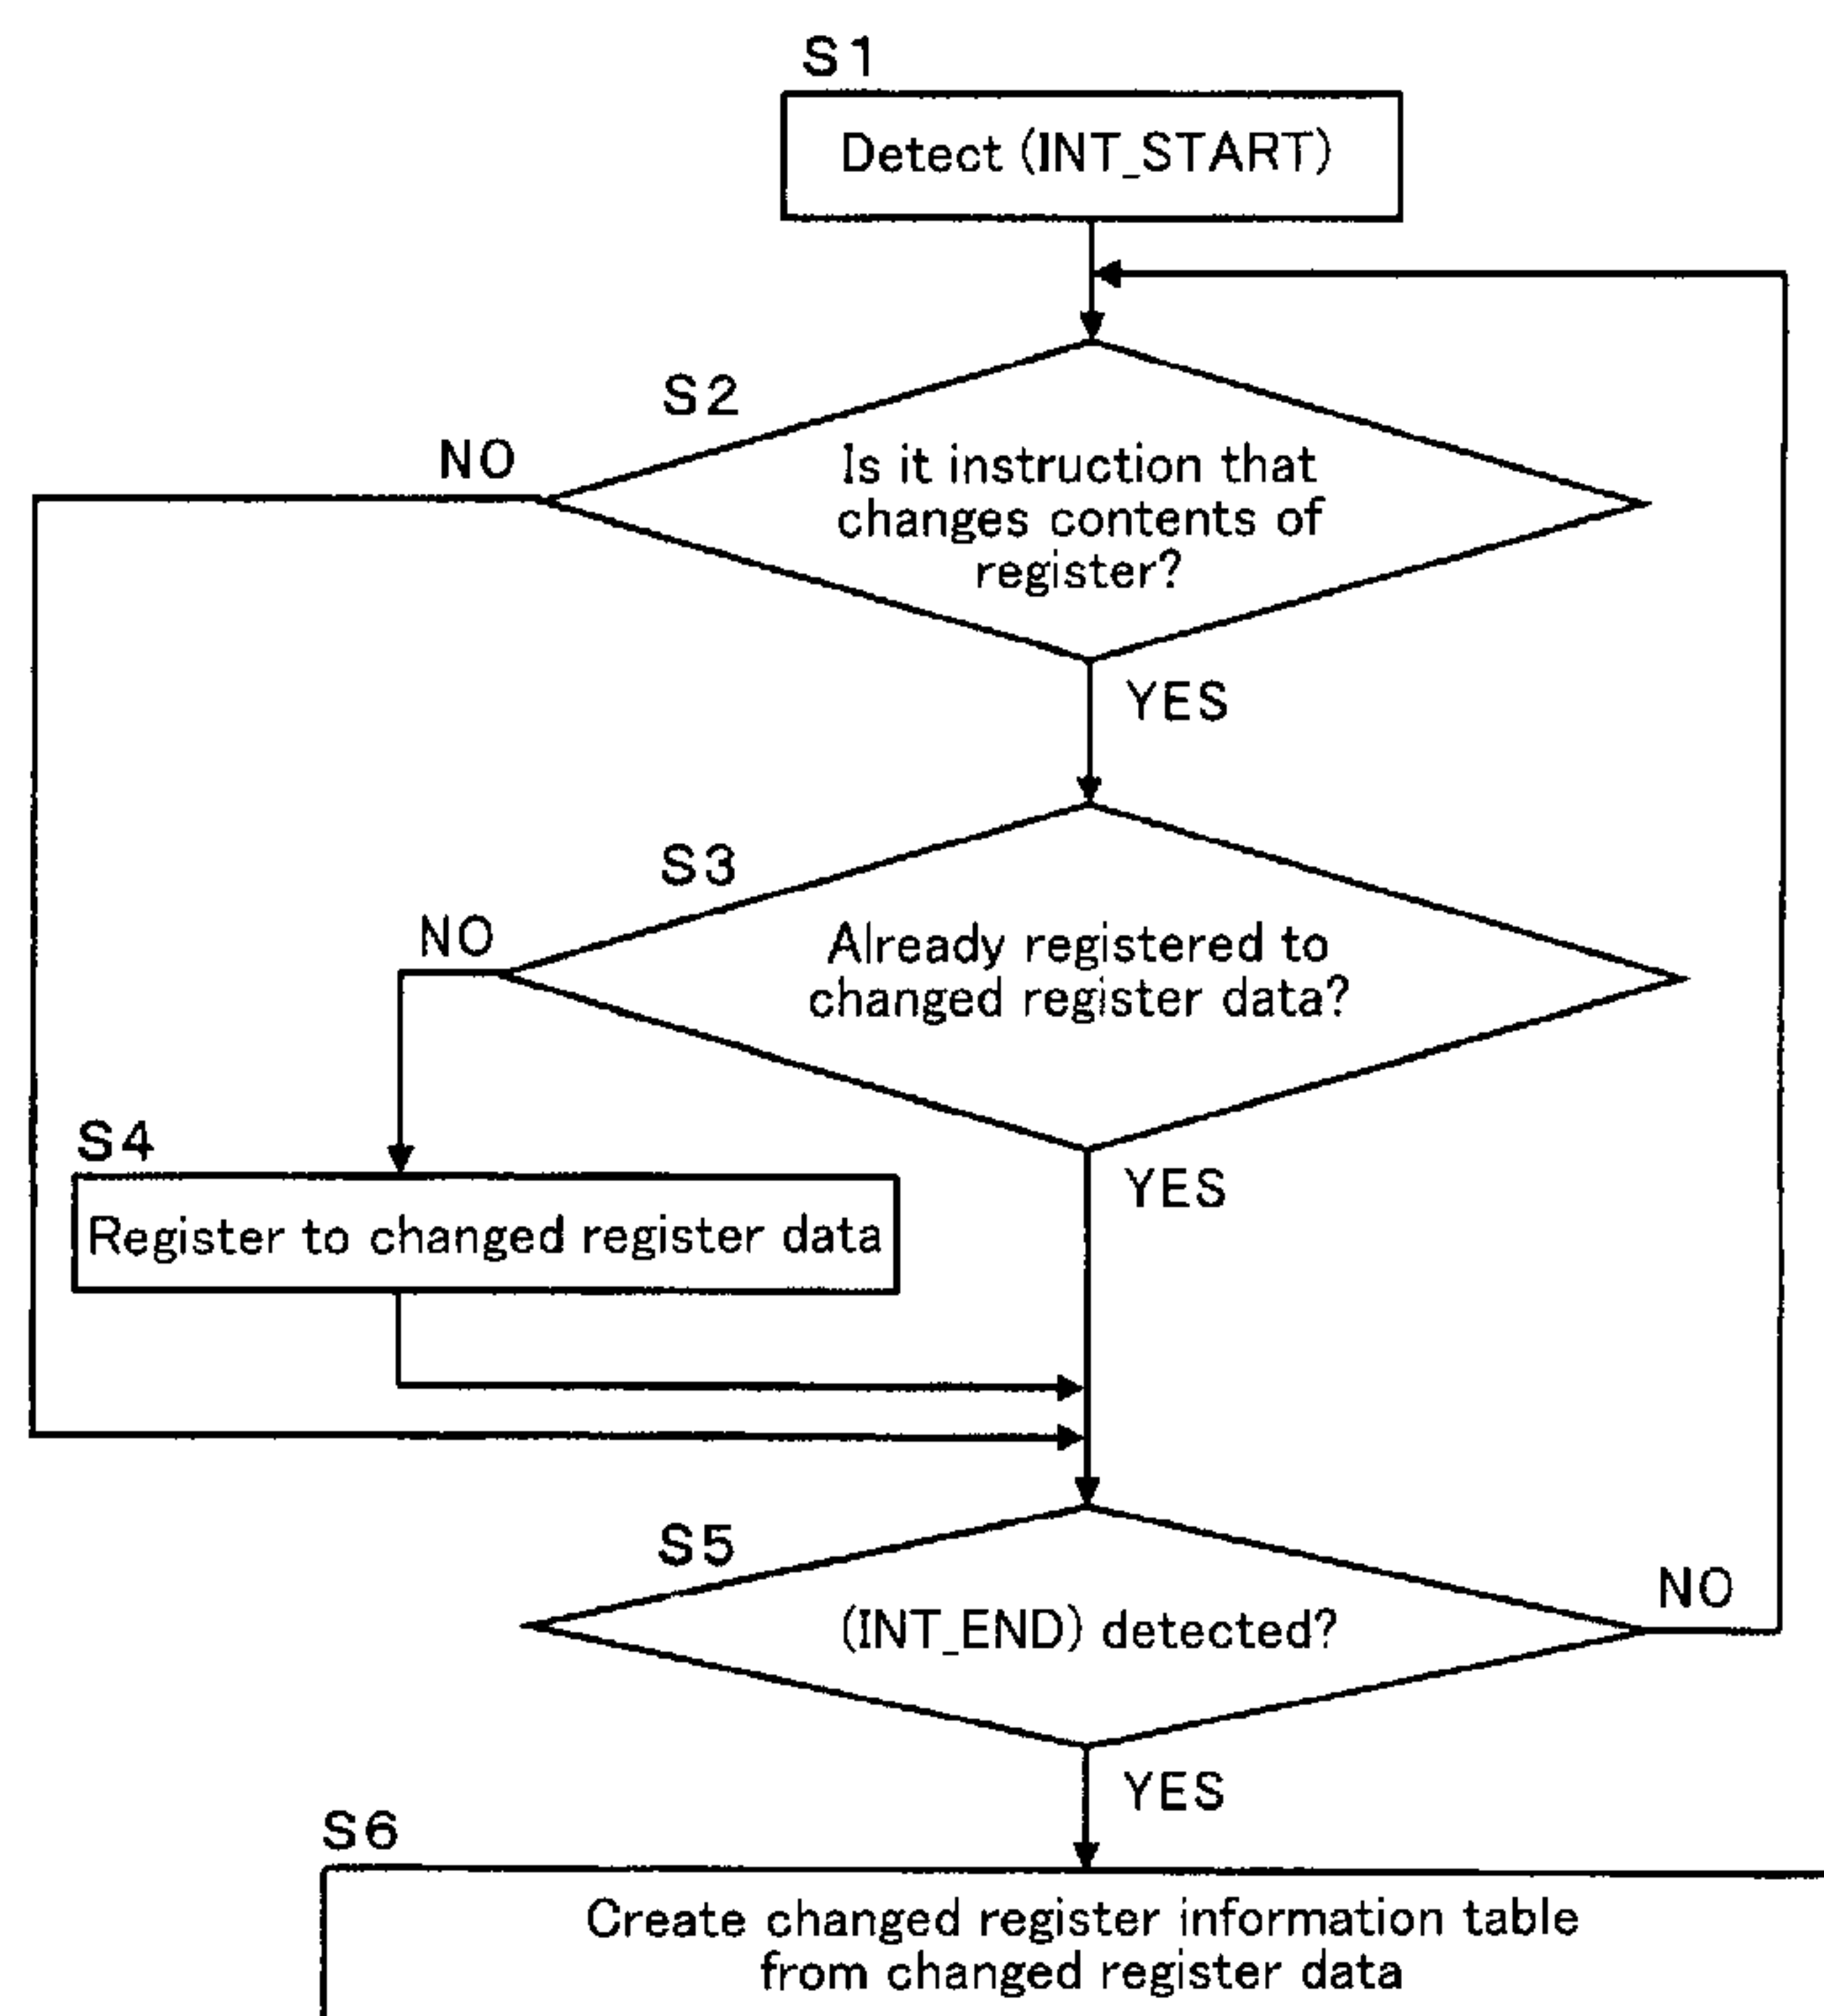 S1
Detect (INT_START)
S2
NO
Is it instruction that
changes contents of
register?
YES
S3
NO
Already registered to
changed register data?
S4
YES
Register to changed register data
S5
NO
(INT_END) detected?
YES
S6
Create changed register information table
from changed register data